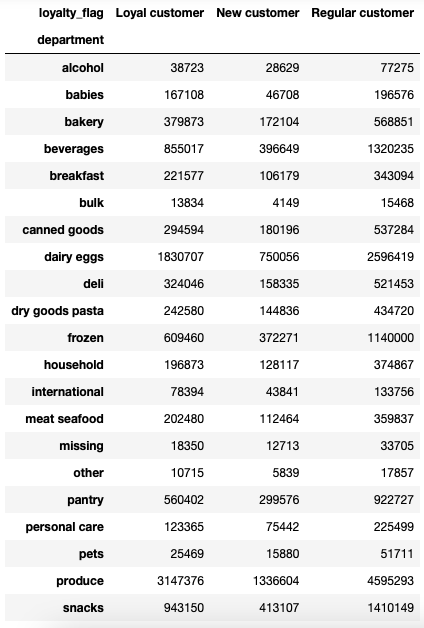 loyalty_flag Loyal customer New customer Regular customer
department
alcohol 38723 28629 77275
babies 167108 46708 196576
bakery 379873 172104 568851
beverages 855017 396649 1320235
breakfast 221577 106179 343094
bulk 13834 4149 15468
canned goods 294594 180196 537284
dairy eggs 1830707 750056 2596419
deli 324046 158335 521453
dry goods pasta 242580 144836 434720
frozen 609460 372271 1140000
household 196873 128117 374867
international 78394 43841 133756
meat seafood 202480 112464 359837
missing 18350 12713 33705
other 10715 5839 17857
pantry 560402 299576 922727
personal care 123365 75442 225499
pets 25469 15880 51711
produce 3147376 1336604 4595293
snacks 943150 413107 1410149